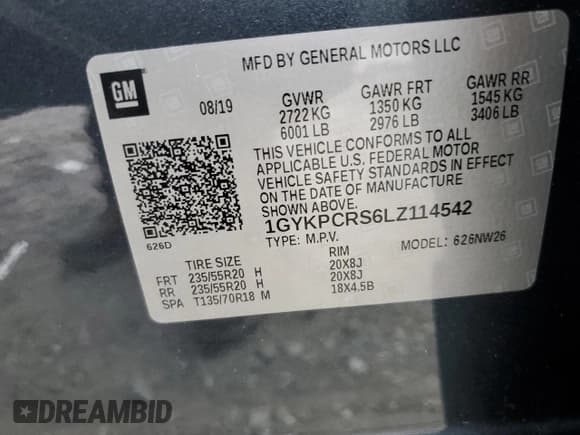 MFD BY GENERAL MOTORS LLC
GM
08/19
GVWR
2722 KG
6001 LB
GAWR FRT
1350 KG
2976 LB
GAWR RR
1545 KG
3406 LB
THIS VEHICLE CONFORMS TO ALL
APPLICABLE U.S. FEDERAL MOTOR
VEHICLE SAFETY STANDARDS IN EFFECT
ON THE DATE OF MANUFACTURE
SHOWN ABOVE.
1GYKPCRS6LZ114542
626D
TYPE: M.P.V.
MODEL: 626NW26
TIRE SIZE RIM
FRT 235/55R20 H 20X8J
RR 235/55R20 H 20X8J
SPA T135/70R18 M 18X4.5B
DREAMBID